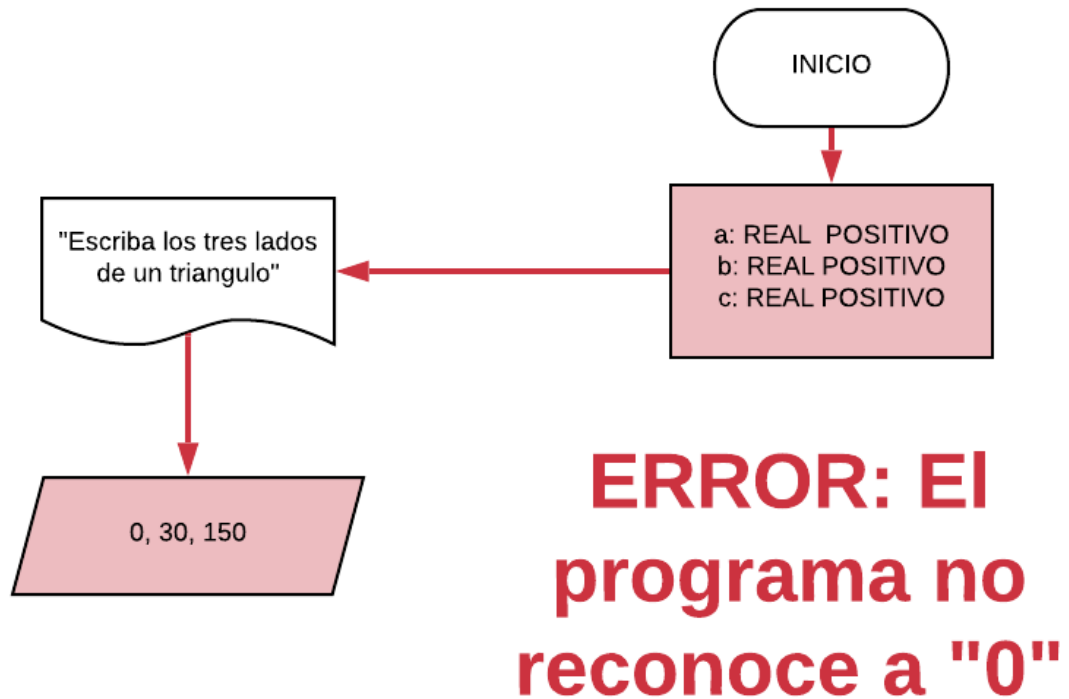 INICIO
a: REAL  POSITIVO
b: REAL POSITIVO
c: REAL POSITIVO
"Escriba los tres lados
de un triangulo"
0, 30, 150
ERROR: El
programa no
reconoce a "0"